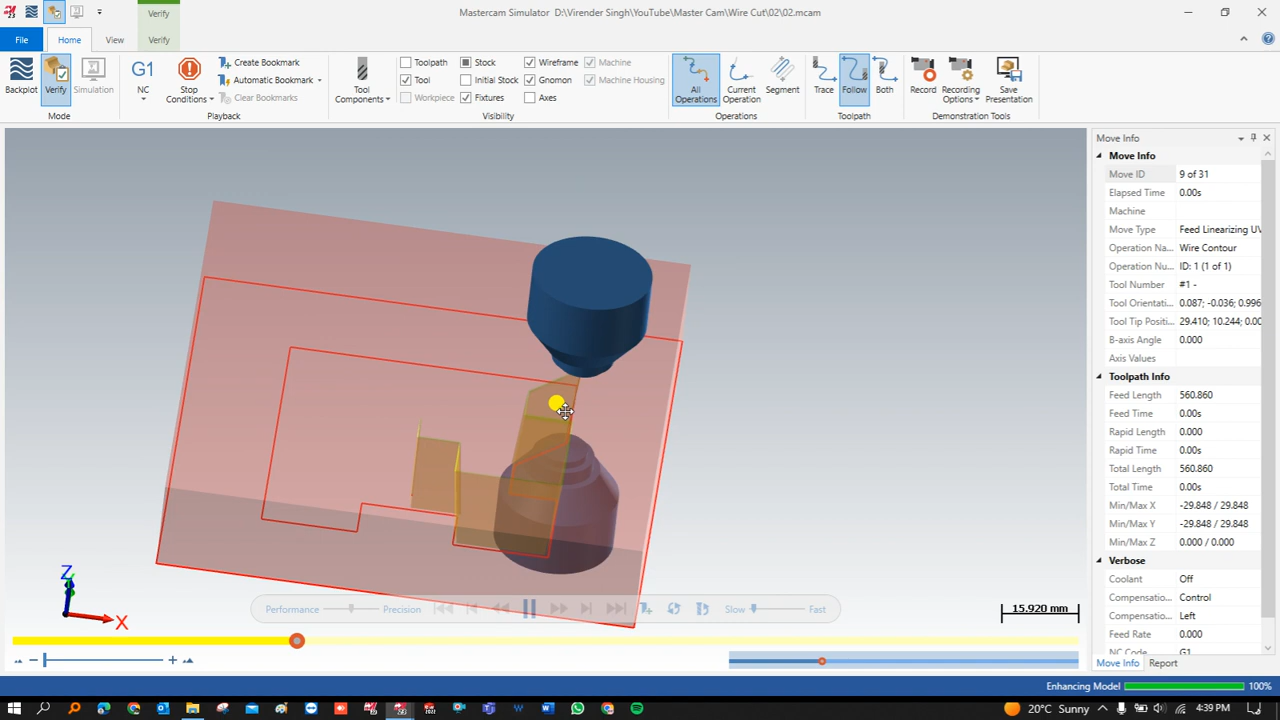 Verify
Mastercam Simulator D:\Virender Singh\YouTube\Master Cam\Wire Cut\02\02.mcam
File
Home
View
Verify
Backplot
Verify
Simulation
Mode
G1
NC
Stop Conditions
Create Bookmark
Automatic Bookmark
Clear Bookmarks
Playback
Tool Components
Toolpath
Tool
Workpiece
Stock
Initial Stock
Fixtures
Wireframe
Gnomon
Axes
Machine
Machine Housing
Visibility
All Operations
Current Operation
Segment
Operations
Trace
Follow
Both
Toolpath
Record
Recording Options
Save Presentation
Demonstration Tools
Move Info
Move Info
Move ID 9 of 31
Elapsed Time 0.00s
Machine
Move Type Feed Linearizing UV
Operation Na... Wire Contour
Operation Nu... ID: 1 (1 of 1)
Tool Number #1 -
Tool Orientati... 0.087; -0.036; 0.996
Tool Tip Positi... 29.410; 10.244; 0.00
B-axis Angle 0.000
Axis Values
Toolpath Info
Feed Length 560.860
Feed Time 0.00s
Rapid Length 0.000
Rapid Time 0.00s
Total Length 560.860
Total Time 0.00s
Min/Max X -29.848 / 29.848
Min/Max Y -29.848 / 29.848
Min/Max Z 0.000 / 0.000
Verbose
Coolant Off
Compensatio... Control
Compensatio... Left
Feed Rate 0.000
NC Code G1
Move Info Report
Z
X
15.920 mm
Performance Precision
Slow Fast
Enhancing Model 100%
20°C Sunny
4:39 PM